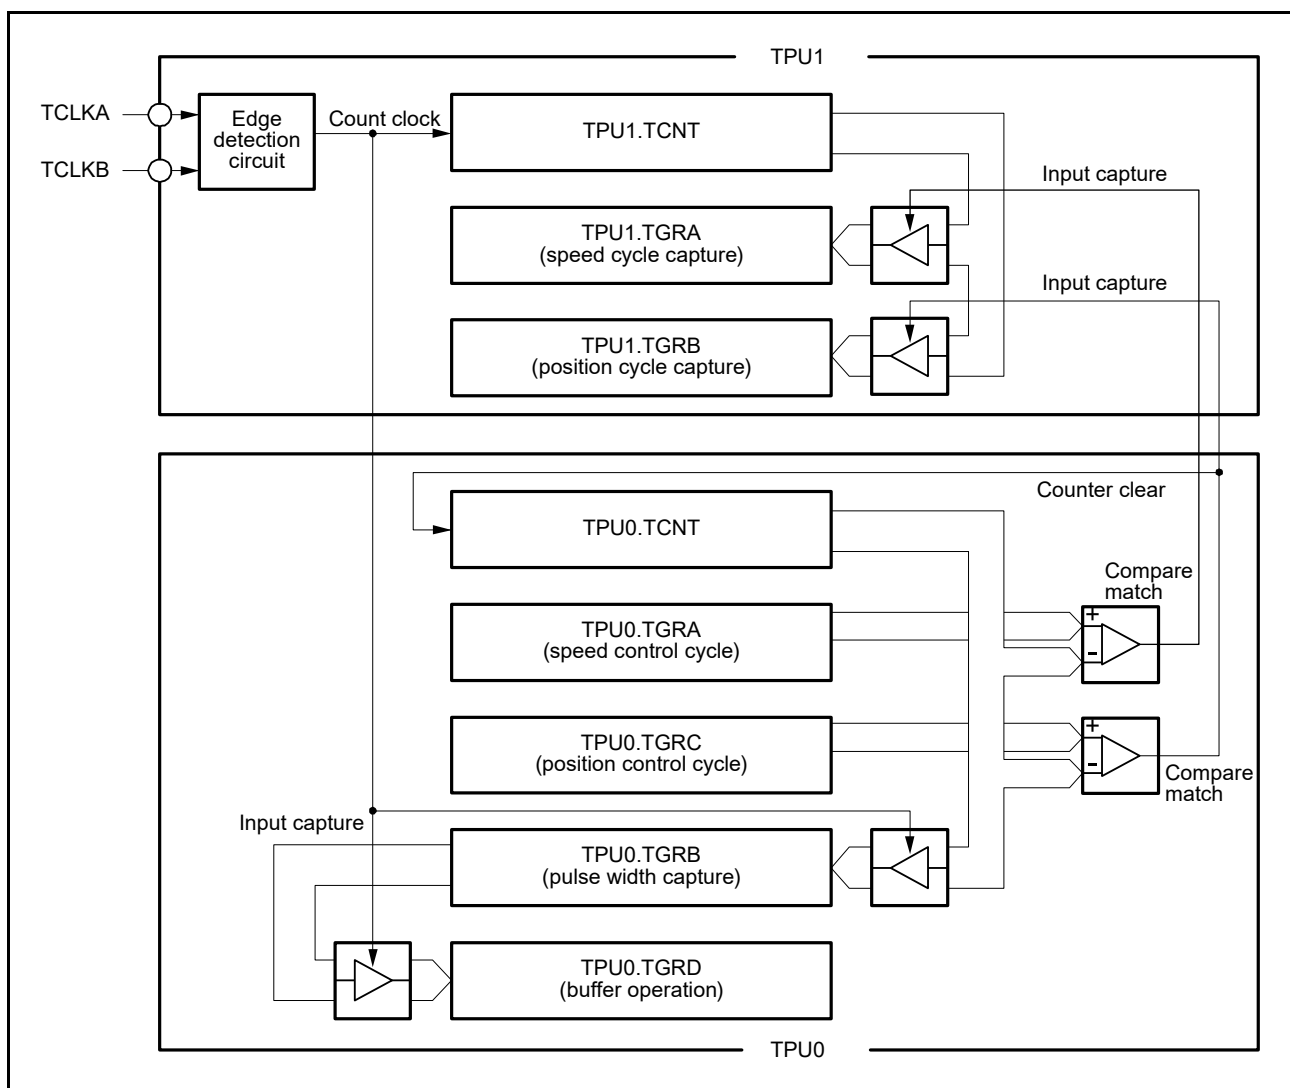 TPU1
TCLKA
TCLKB
Edge
detection
circuit
Count clock
TPU1.TCNT
Input capture
TPU1.TGRA
(speed cycle capture)
Input capture
TPU1.TGRB
(position cycle capture)
Counter clear
TPU0.TCNT
Compare
match
TPU0.TGRA
(speed control cycle)
+
-
TPU0.TGRC
(position control cycle)
+
-
Compare
match
Input capture
TPU0.TGRB
(pulse width capture)
TPU0.TGRD
(buffer operation)
TPU0